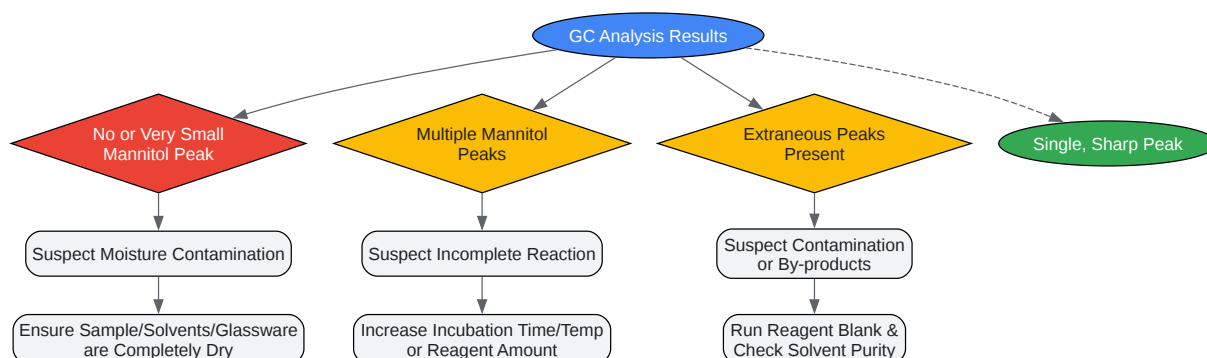 GC Analysis Results
No or Very Small
Mannitol Peak
Multiple Mannitol
Peaks
Extraneous Peaks
Present
Single, Sharp Peak
Suspect Moisture Contamination
Suspect Incomplete Reaction
Suspect Contamination
or By-products
Ensure Sample/Solvents/Glassware
are Completely Dry
Increase Incubation Time/Temp
or Reagent Amount
Run Reagent Blank &
Check Solvent Purity